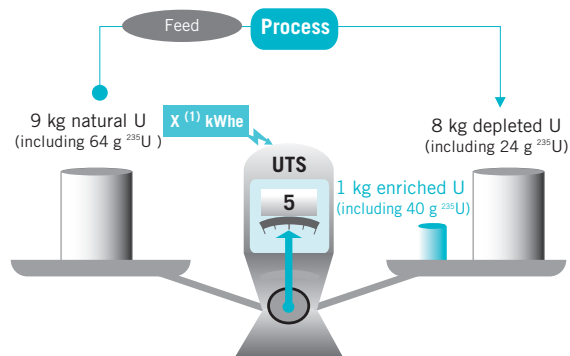 Feed
Process
9 kg natural U
(including 64 g ²³⁵U )
X ⁽¹⁾ kWhe
8 kg depleted U
(including 24 g ²³⁵U)
UTS
5
1 kg enriched U
(including 40 g ²³⁵U)